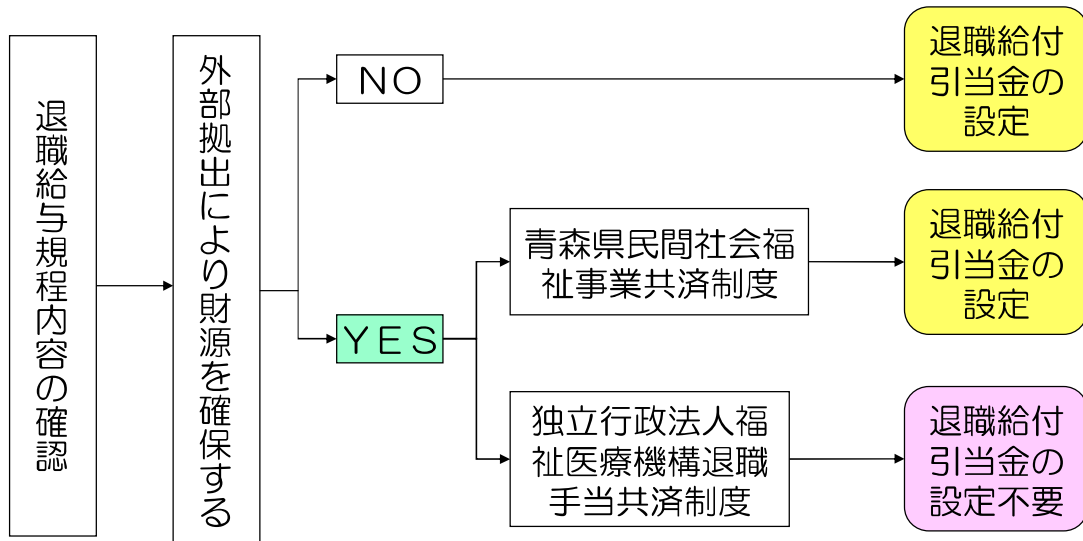 退職給与規程内容の確認
外部拠出により財源を確保する
ＮＯ
退職給付
引当金の
設定
ＹＥＳ
青森県民間社会福
祉事業共済制度
退職給付
引当金の
設定
独立行政法人福
祉医療機構退職
手当共済制度
退職給付
引当金の
設定不要